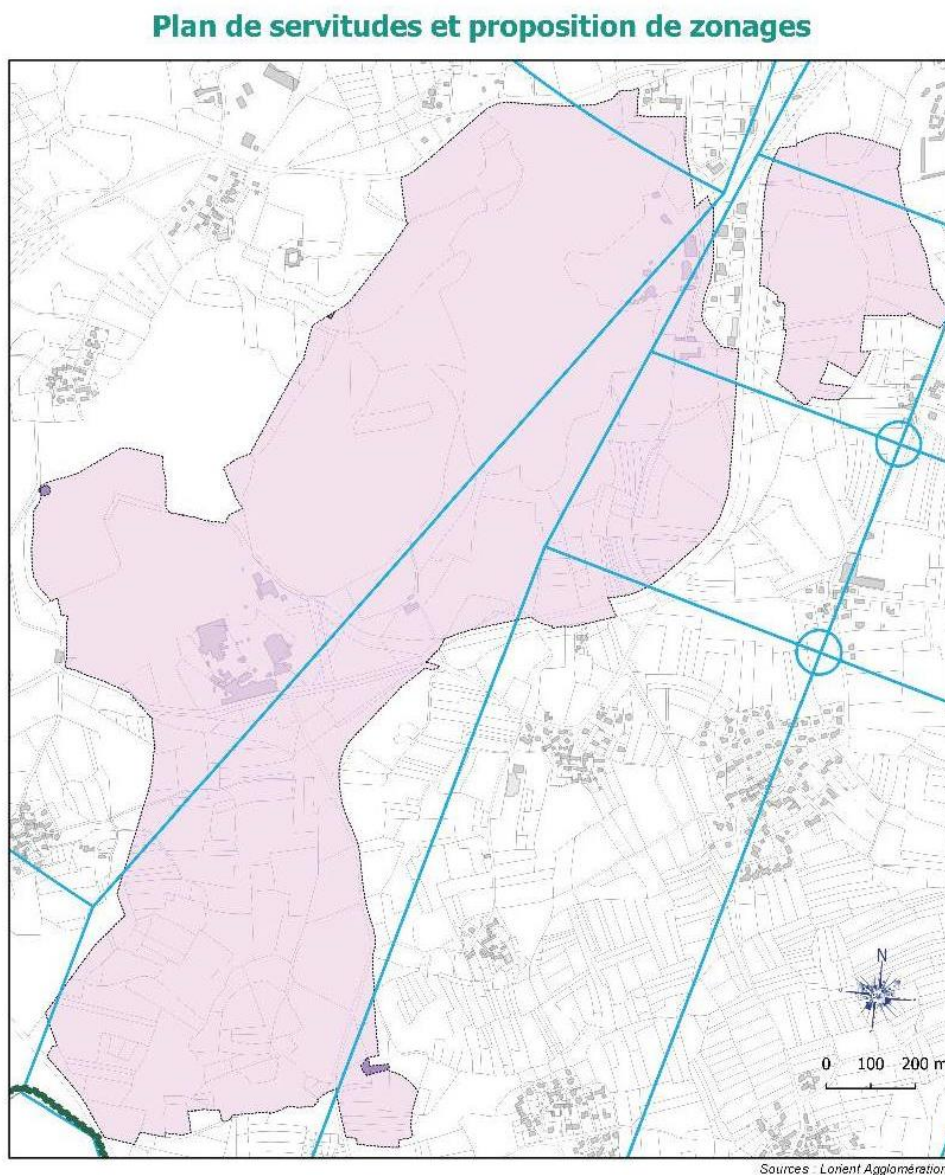 Plan de servitudes et proposition de zonages
N
0 100 200 m
Sources : Lorient Agglomération